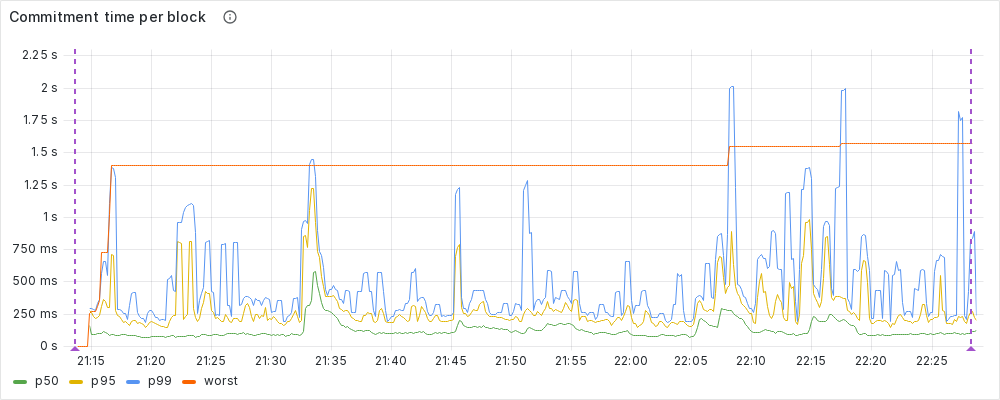 Commitment time per block
2.25 s
2 s
1.75 s
1.5 s
1.25 s
1 s
750 ms
500 ms
250 ms
0 s
21:15 21:20 21:25 21:30 21:35 21:40 21:45 21:50 21:55 22:00 22:05 22:10 22:15 22:20 22:25
p50 p95 p99 worst